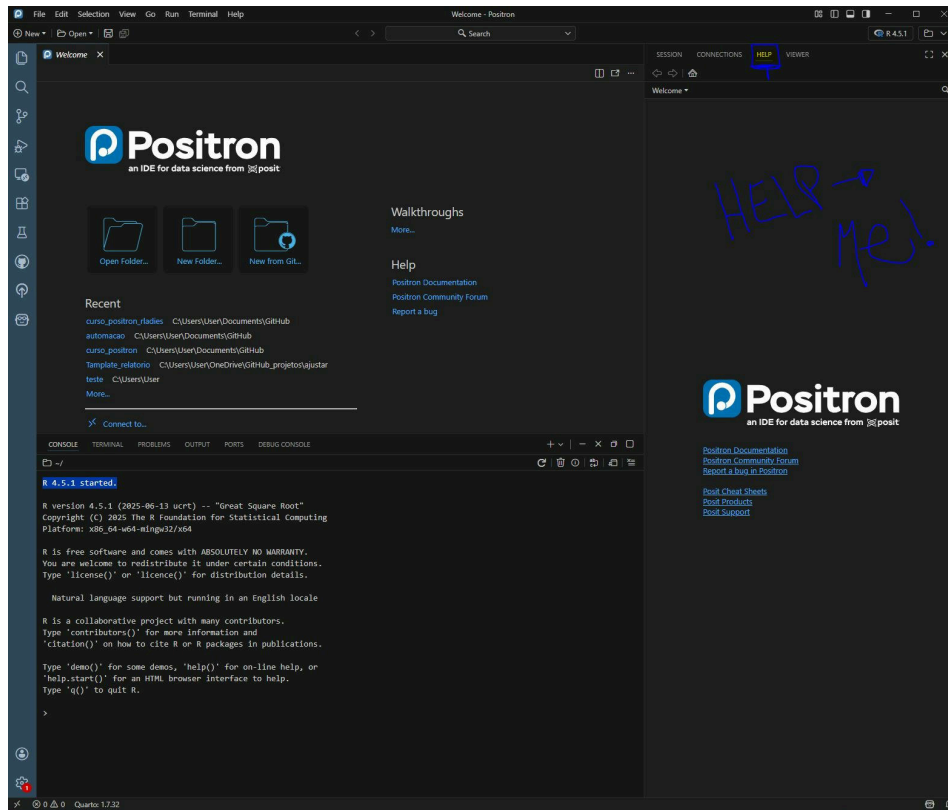 File Edit Selection View Go Run Terminal Help
Welcome - Positron
New
Open
Search
R 4.5.1
Welcome
Positron
an IDE for data science from posit
Open Folder...
New Folder...
New from Git...
Recent
curso_positron_rladies C:\Users\User\Documents\GitHub
automacao C:\Users\User\Documents\GitHub
curso_positron C:\Users\User\Documents\GitHub
Tamplate_relatorio C:\Users\User\OneDrive\GitHub_projetos\ajustar
teste C:\Users\User
More...
Connect to...
Walkthroughs
More...
Help
Positron Documentation
Positron Community Forum
Report a bug
CONSOLE TERMINAL PROBLEMS OUTPUT PORTS DEBUG CONSOLE
~/
R 4.5.1 started.
R version 4.5.1 (2025-06-13 ucrt) -- "Great Square Root"
Copyright (C) 2025 The R Foundation for Statistical Computing
Platform: x86_64-w64-mingw32/x64
R is free software and comes with ABSOLUTELY NO WARRANTY.
You are welcome to redistribute it under certain conditions.
Type 'license()' or 'licence()' for distribution details.
Natural language support but running in an English locale
R is a collaborative project with many contributors.
Type 'contributors()' for more information and
'citation()' on how to cite R or R packages in publications.
Type 'demo()' for some demos, 'help()' for on-line help, or
'help.start()' for an HTML browser interface to help.
Type 'q()' to quit R.
>
SESSION CONNECTIONS HELP VIEWER
Welcome
HELP
Me).
Positron
an IDE for data science from posit
Positron Documentation
Positron Community Forum
Report a bug in Positron
Posit Cheat Sheets
Posit Products
Posit Support
1
0 0 Quarto: 1.7.32